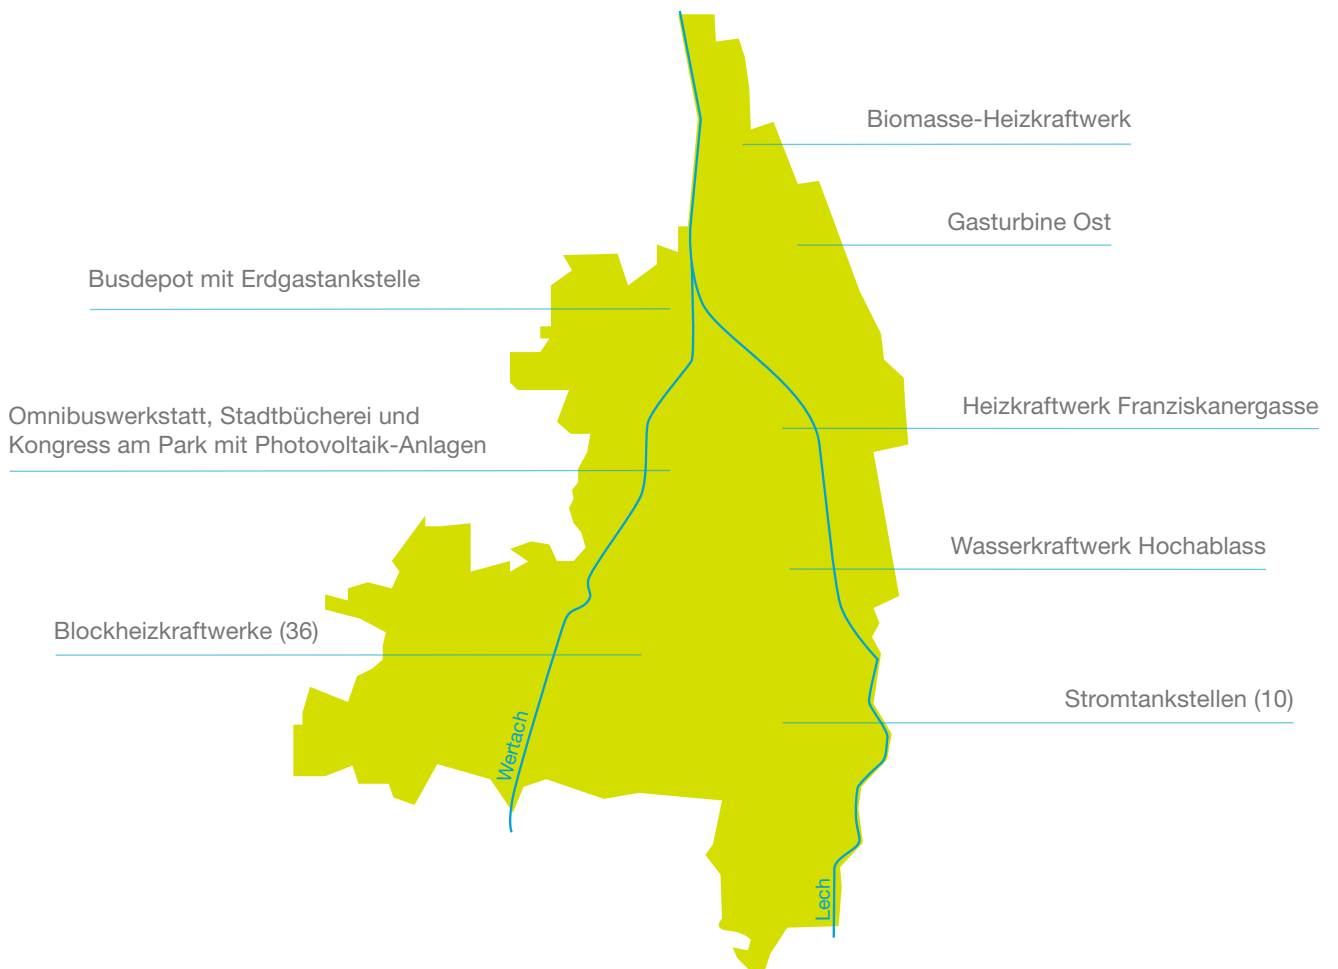 Biomasse-Heizkraftwerk
Gasturbine Ost
Busdepot mit Erdgastankstelle
Heizkraftwerk Franziskanergasse
Omnibuswerkstatt, Stadtbücherei und
Kongress am Park mit Photovoltaik-Anlagen
Wasserkraftwerk Hochablass
Blockheizkraftwerke (36)
Stromtankstellen (10)
Wertach
Lech